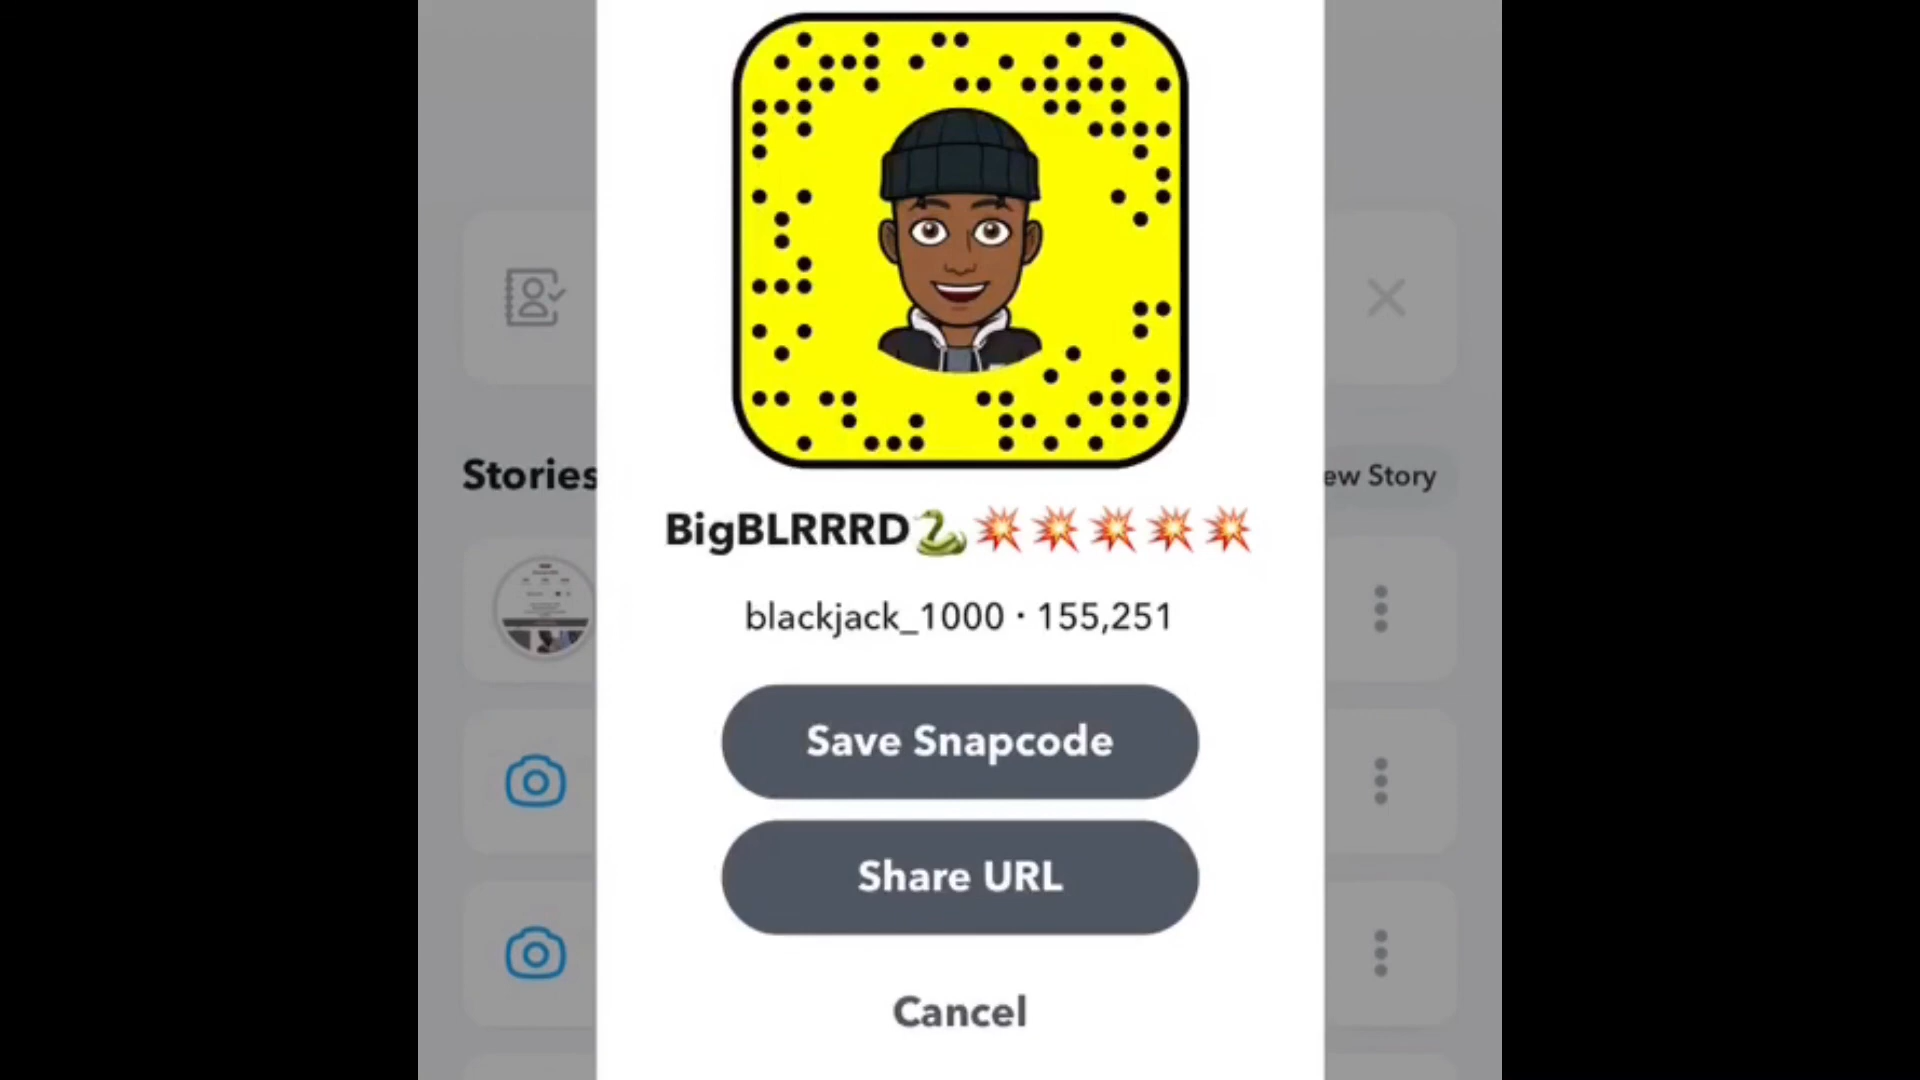 Stories
ew Story
BigBLRRRD🐍💥💥💥💥💥
blackjack_1000 · 155,251
Save Snapcode
Share URL
Cancel